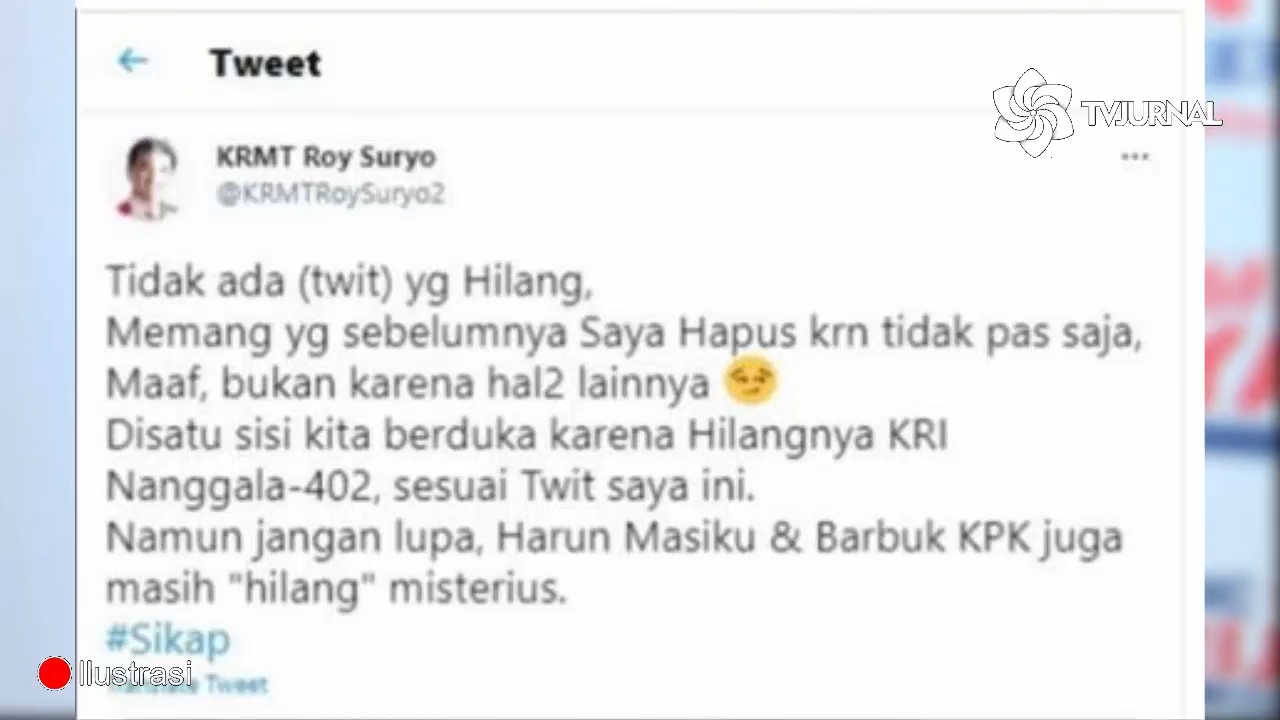 Tweet
TVJURNAL
KRMT Roy Suryo
@KRMTRoySuryo2
Tidak ada (twit) yg Hilang,
Memang yg sebelumnya Saya Hapus krn tidak pas saja,
Maaf, bukan karena hal2 lainnya 😏
Disatu sisi kita berduka karena Hilangnya KRI
Nanggala-402, sesuai Twit saya ini.
Namun jangan lupa, Harun Masiku & Barbuk KPK juga
masih "hilang" misterius.
#Sikap
Ilustrasi
Tweet